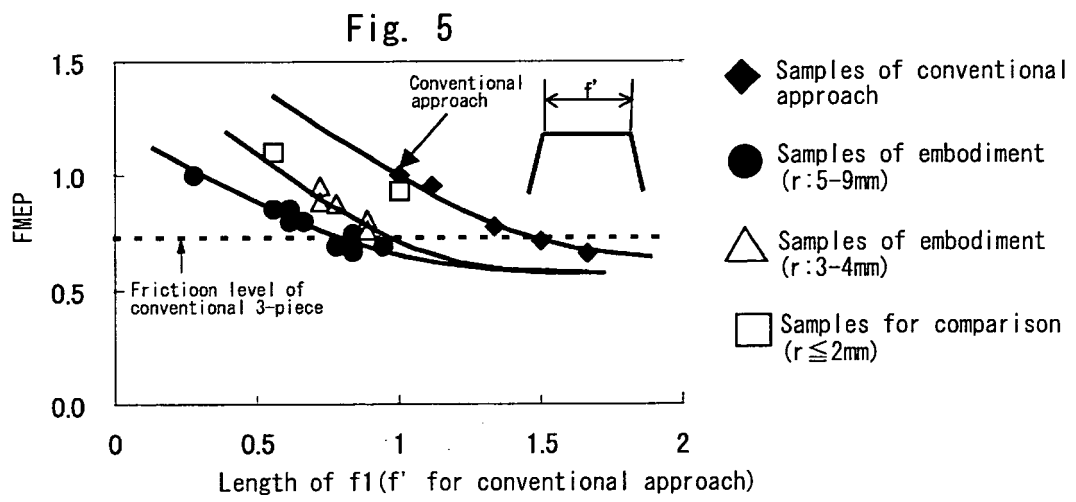 Fig. 5
1.5
1.0
0.5
0.0
FMEP
Conventional
approach
f'
Frictioon level of
conventional 3-piece
0
0.5
1
1.5
2
Length of f1(f' for conventional approach)
Samples of conventional
approach
Samples of embodiment
(r:5-9mm)
Samples of embodiment
(r:3-4mm)
Samples for comparison
(r≦2mm)